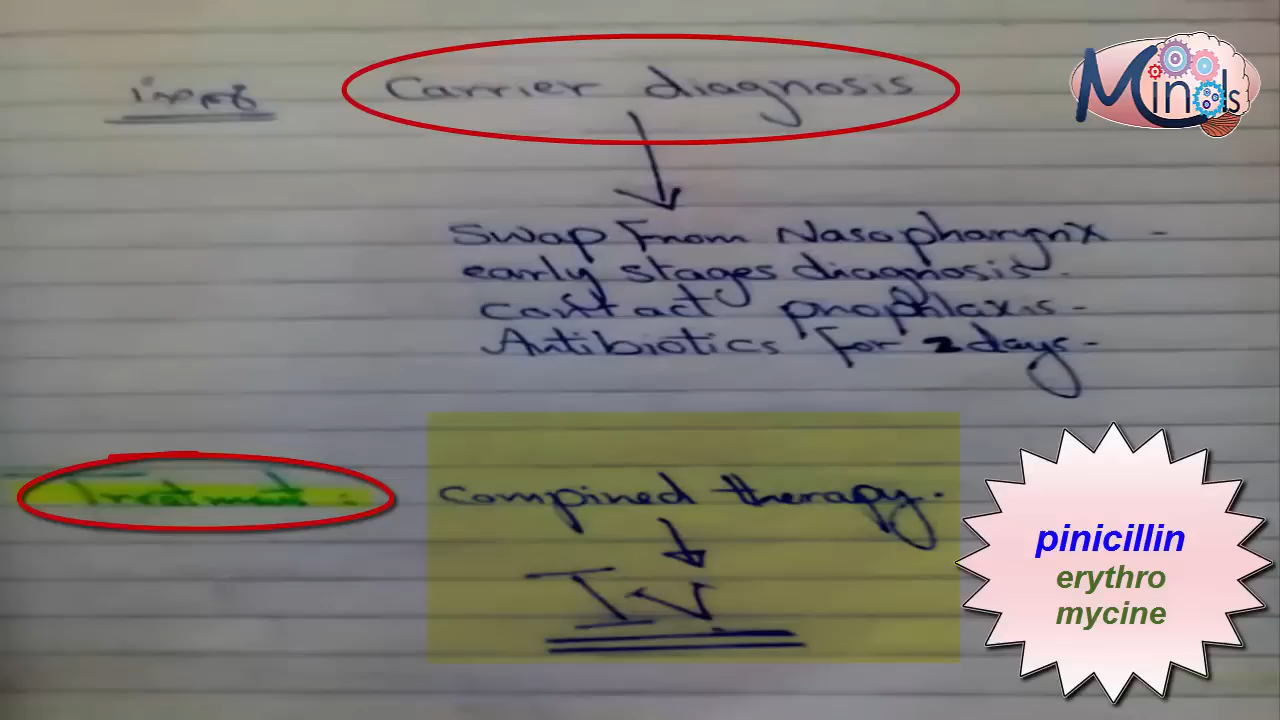 Carrier diagnosis
Minds
Swap From Nasopharynx -
early stages diagnosis.
contact prophlaxis -
Antibiotics for 2 days -
Treatment :
compined therapy.
IV
pinicillin
erythro
mycine